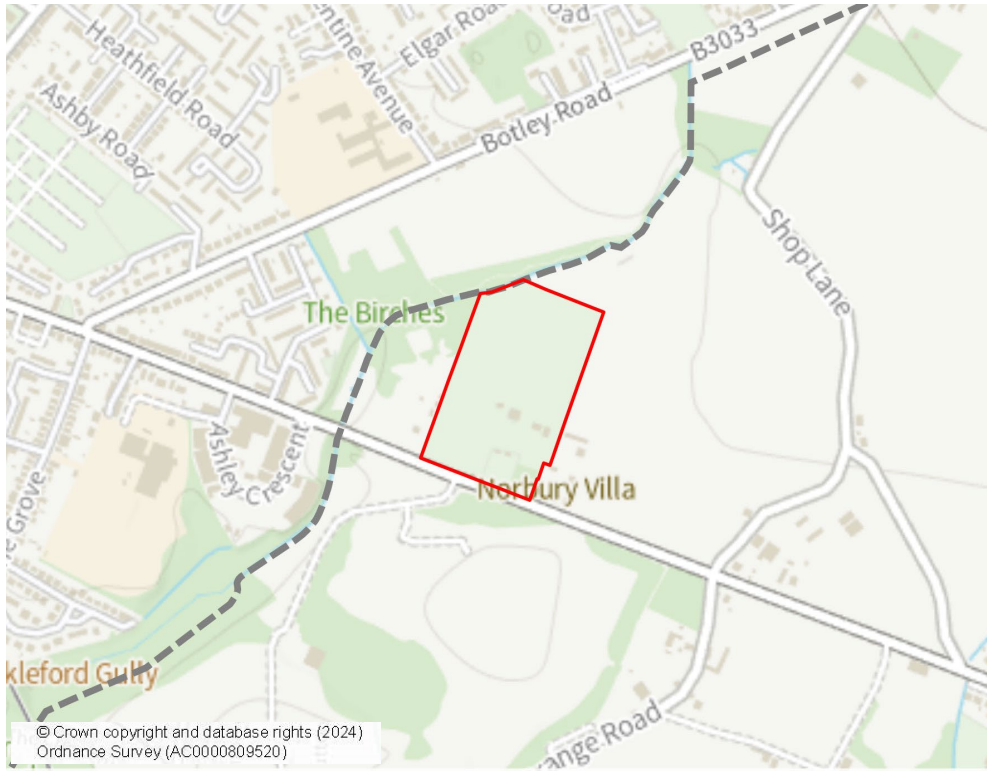 Heathfield Road
Ashby Road
entine Avenue
Elgar Road
Road
Botley Road
B3033
Shop Lane
The Birches
Ashley Crescent
Norbury Villa
e Grove
kleford Gully
ange Road
© Crown copyright and database rights (2024)
Ordnance Survey (AC0000809520)